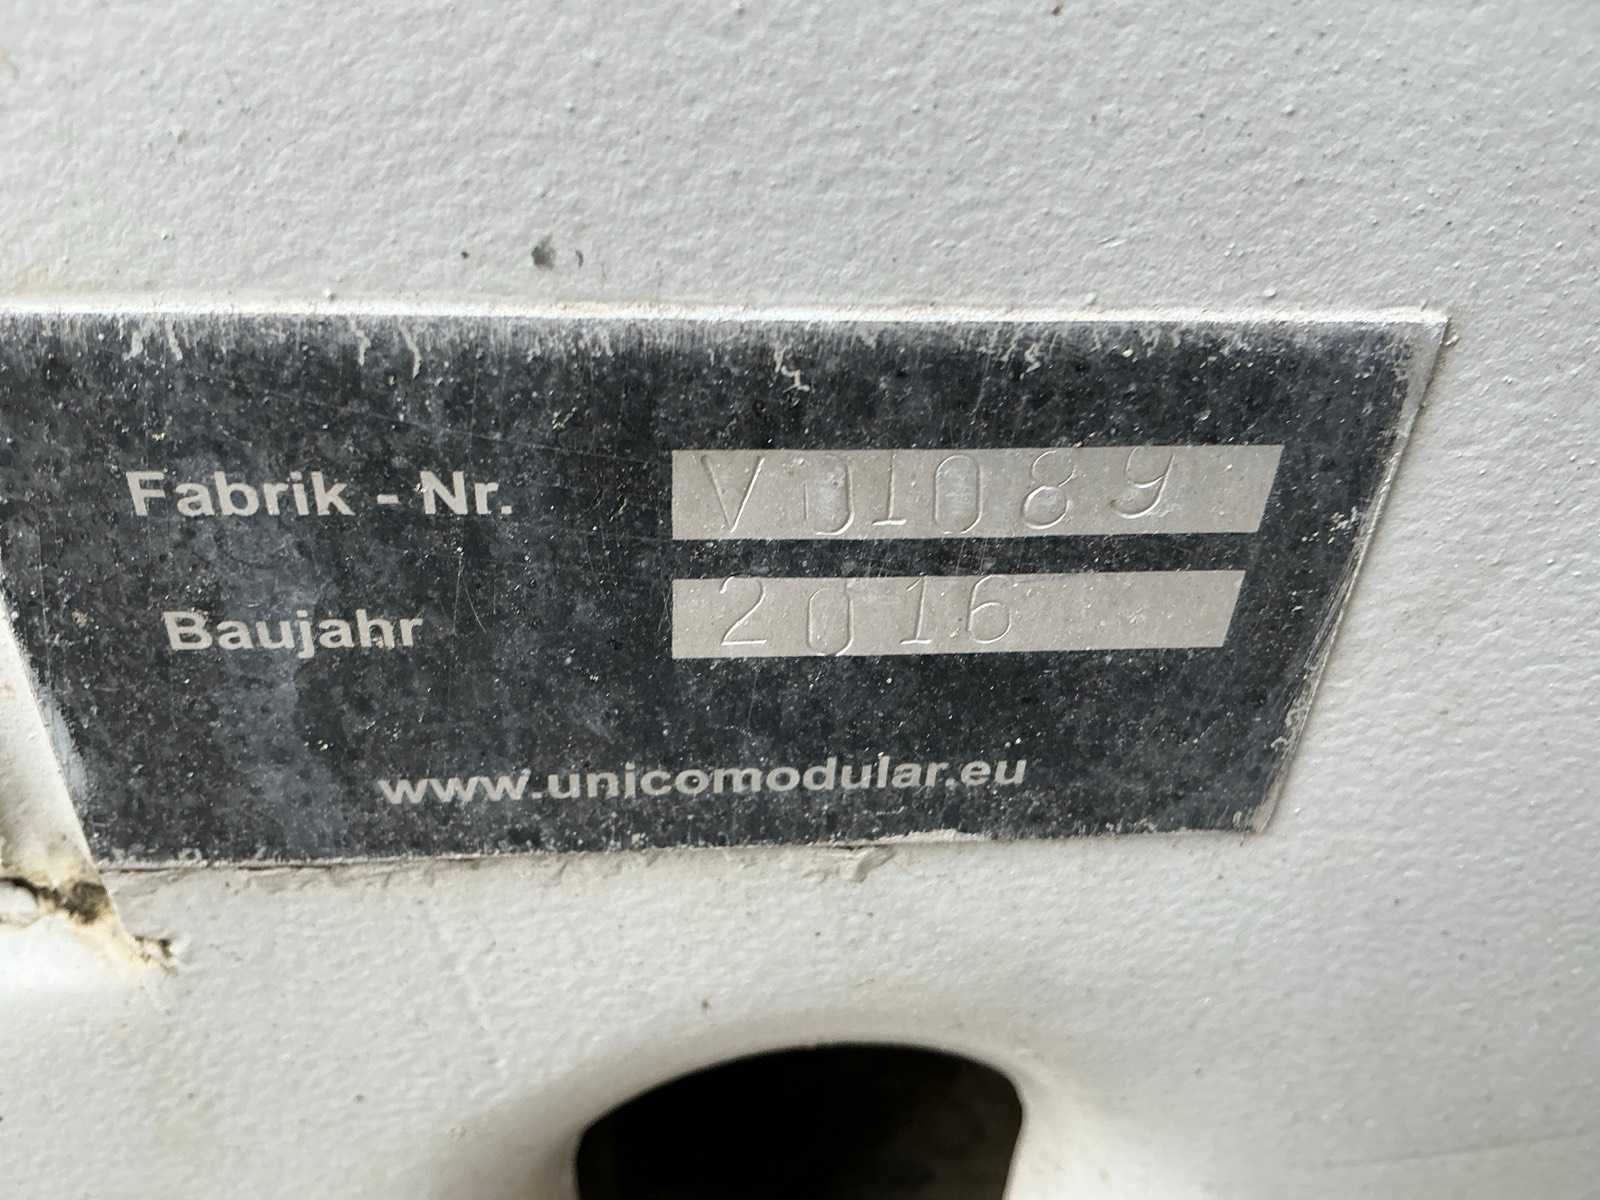 Fabrik - Nr. V01089
Baujahr 2016
www.unicomodular.eu